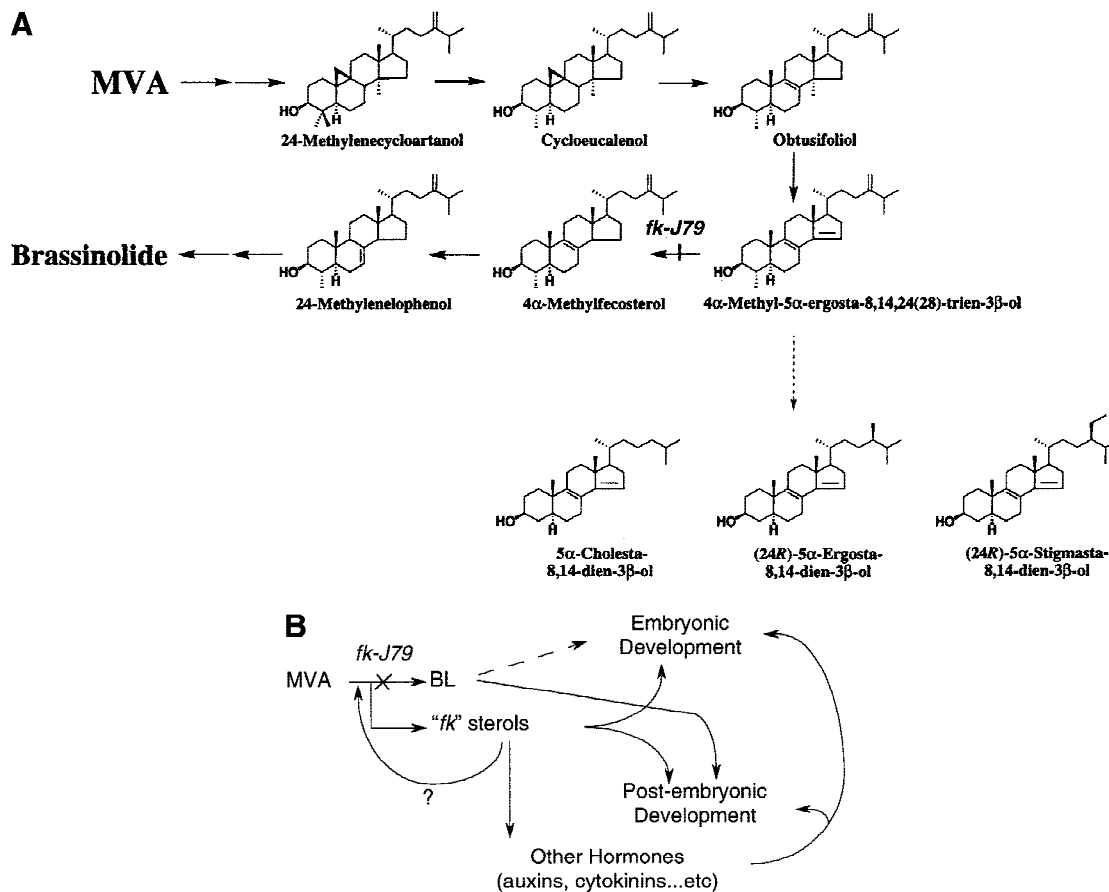 A
MVA
HO
H
24-Methylenecycloartanol
HO
H
Cycloeucalenol
HO
H
Obtusifoliol
Brassinolide
HO
H
24-Methylenelophenol
HO
H
4α-Methylfecosterol
fk-J79
HO
H
4α-Methyl-5α-ergosta-8,14,24(28)-trien-3β-ol
HO
H
5α-Cholesta-
8,14-dien-3β-ol
HO
H
(24R)-5α-Ergosta-
8,14-dien-3β-ol
HO
H
(24R)-5α-Stigmasta-
8,14-dien-3β-ol
B
fk-J79
MVA
BL
"fk" sterols
?
Embryonic
Development
Post-embryonic
Development
Other Hormones
(auxins, cytokinins...etc)